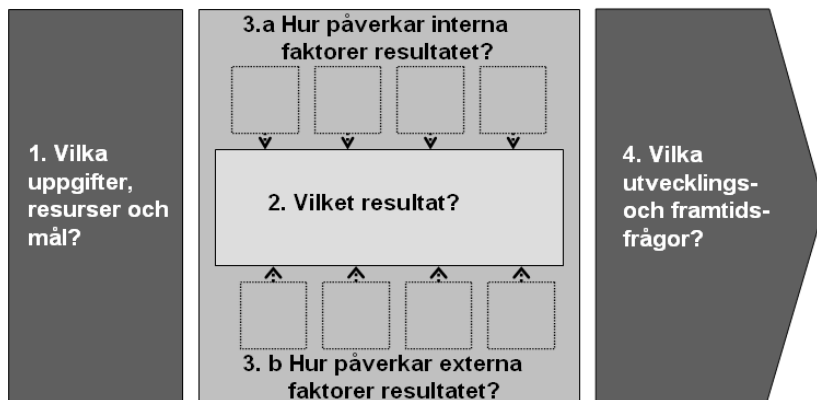 1. Vilka
uppgifter,
resurser och
mål?
3.a Hur påverkar interna
faktorer resultatet?
2. Vilket resultat?
3. b Hur påverkar externa
faktorer resultatet?
4. Vilka
utvecklings-
och framtids-
frågor?